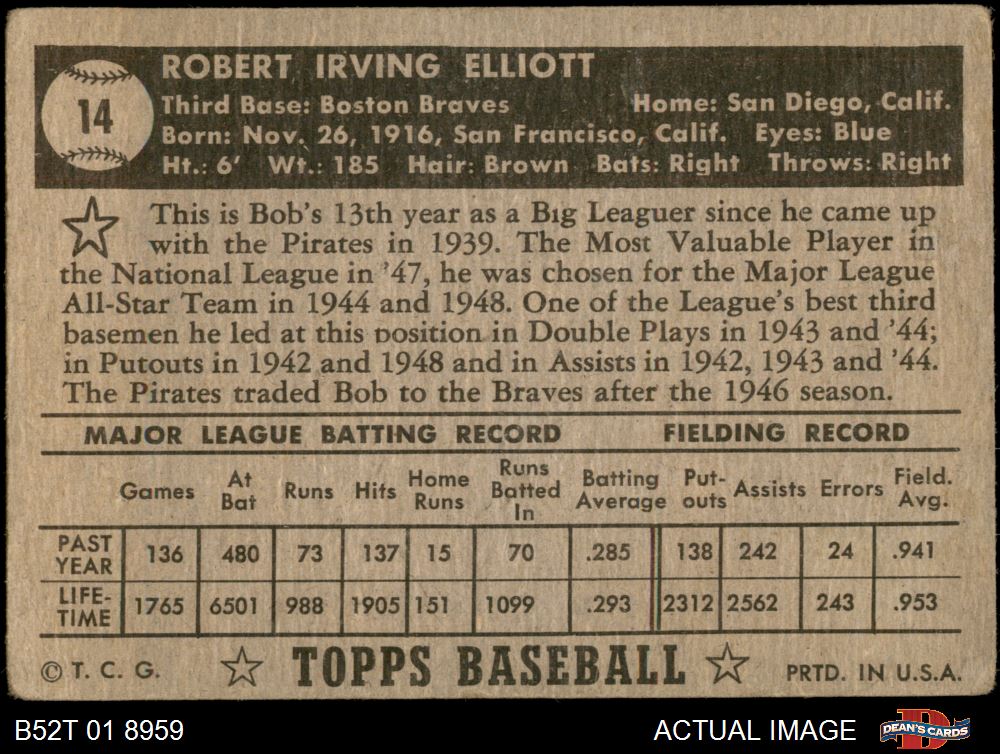 14
ROBERT IRVING ELLIOTT
Third Base: Boston Braves Home: San Diego, Calif.
Born: Nov. 26, 1916, San Francisco, Calif. Eyes: Blue
Ht.: 6' Wt.: 185 Hair: Brown Bats: Right Throws: Right
This is Bob's 13th year as a Big Leaguer since he came up
with the Pirates in 1939. The Most Valuable Player in
the National League in '47, he was chosen for the Major League
All-Star Team in 1944 and 1948. One of the League's best third
basemen he led at this position in Double Plays in 1943 and '44;
in Putouts in 1942 and 1948 and in Assists in 1942, 1943 and '44.
The Pirates traded Bob to the Braves after the 1946 season.
MAJOR LEAGUE BATTING RECORD FIELDING RECORD
Games At Bat Runs Hits Home Runs Runs Batted In Batting Average Put-outs Assists Errors Field. Avg.
PAST YEAR 136 480 73 137 15 70 .285 138 242 24 .941
LIFE-TIME 1765 6501 988 1905 151 1099 .293 2312 2562 243 .953
© T. C. G. TOPPS BASEBALL PRTD. IN U.S.A.
B52T 01 8959 ACTUAL IMAGE DEAN'S CARDS